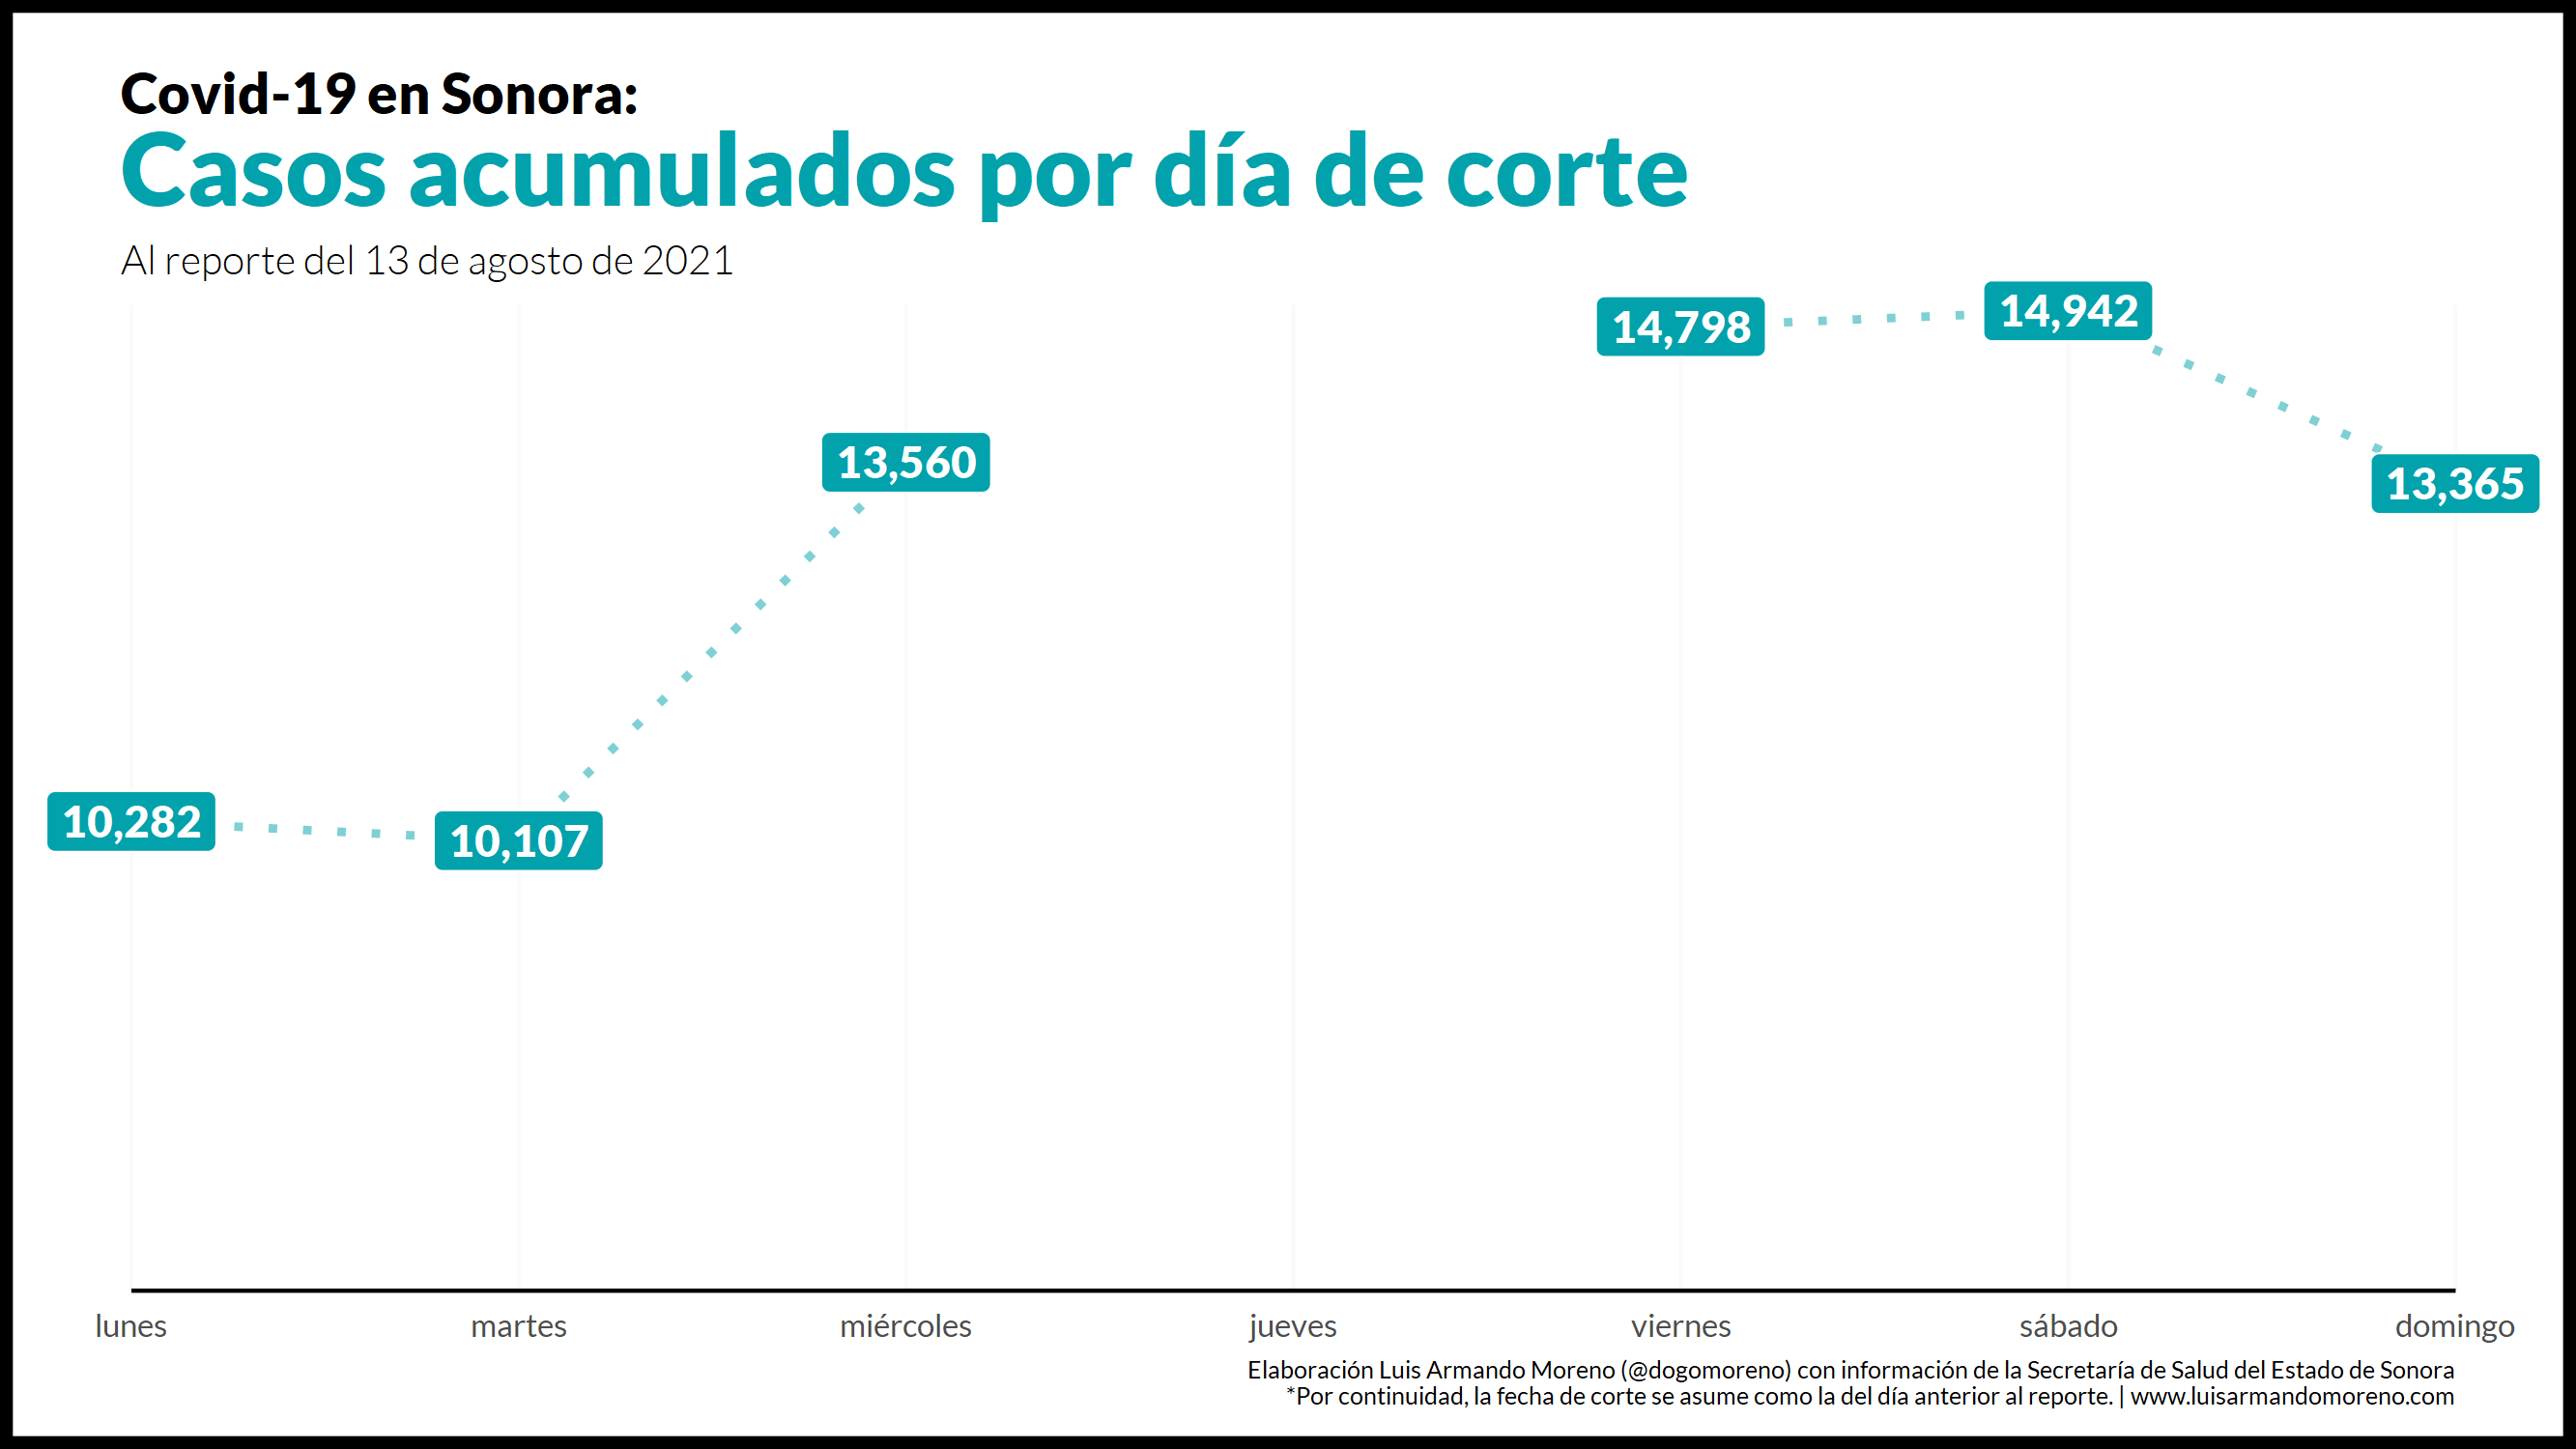 Covid-19 en Sonora:
Casos acumulados por día de corte
Al reporte del 13 de agosto de 2021
14,942
14,798
13,560
13,365
10,282
10,107
lunes martes miércoles jueves viernes sábado domingo
Elaboración Luis Armando Moreno (@dogomoreno) con información de la Secretaría de Salud del Estado de Sonora
*Por continuidad, la fecha de corte se asume como la del día anterior al reporte. | www.luisarmandomoreno.com